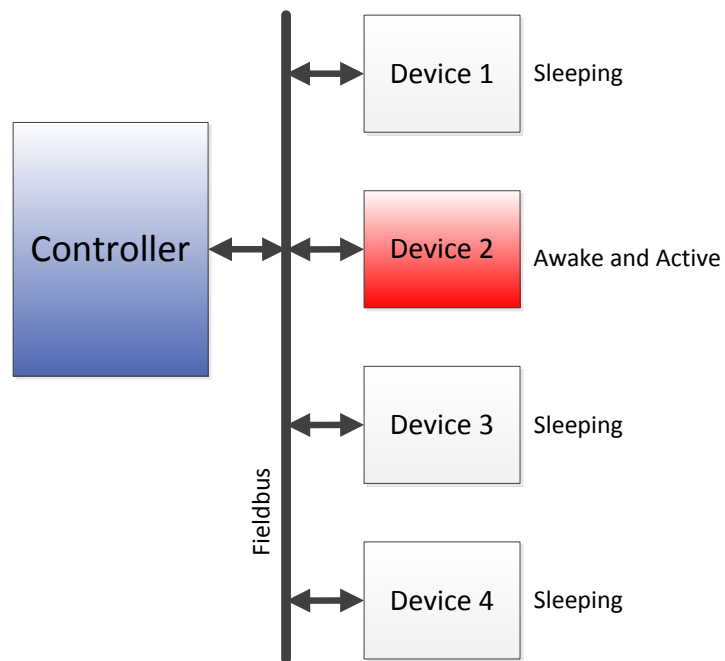 Device 1
Sleeping
Controller
Device 2
Awake and Active
Device 3
Sleeping
Fieldbus
Device 4
Sleeping